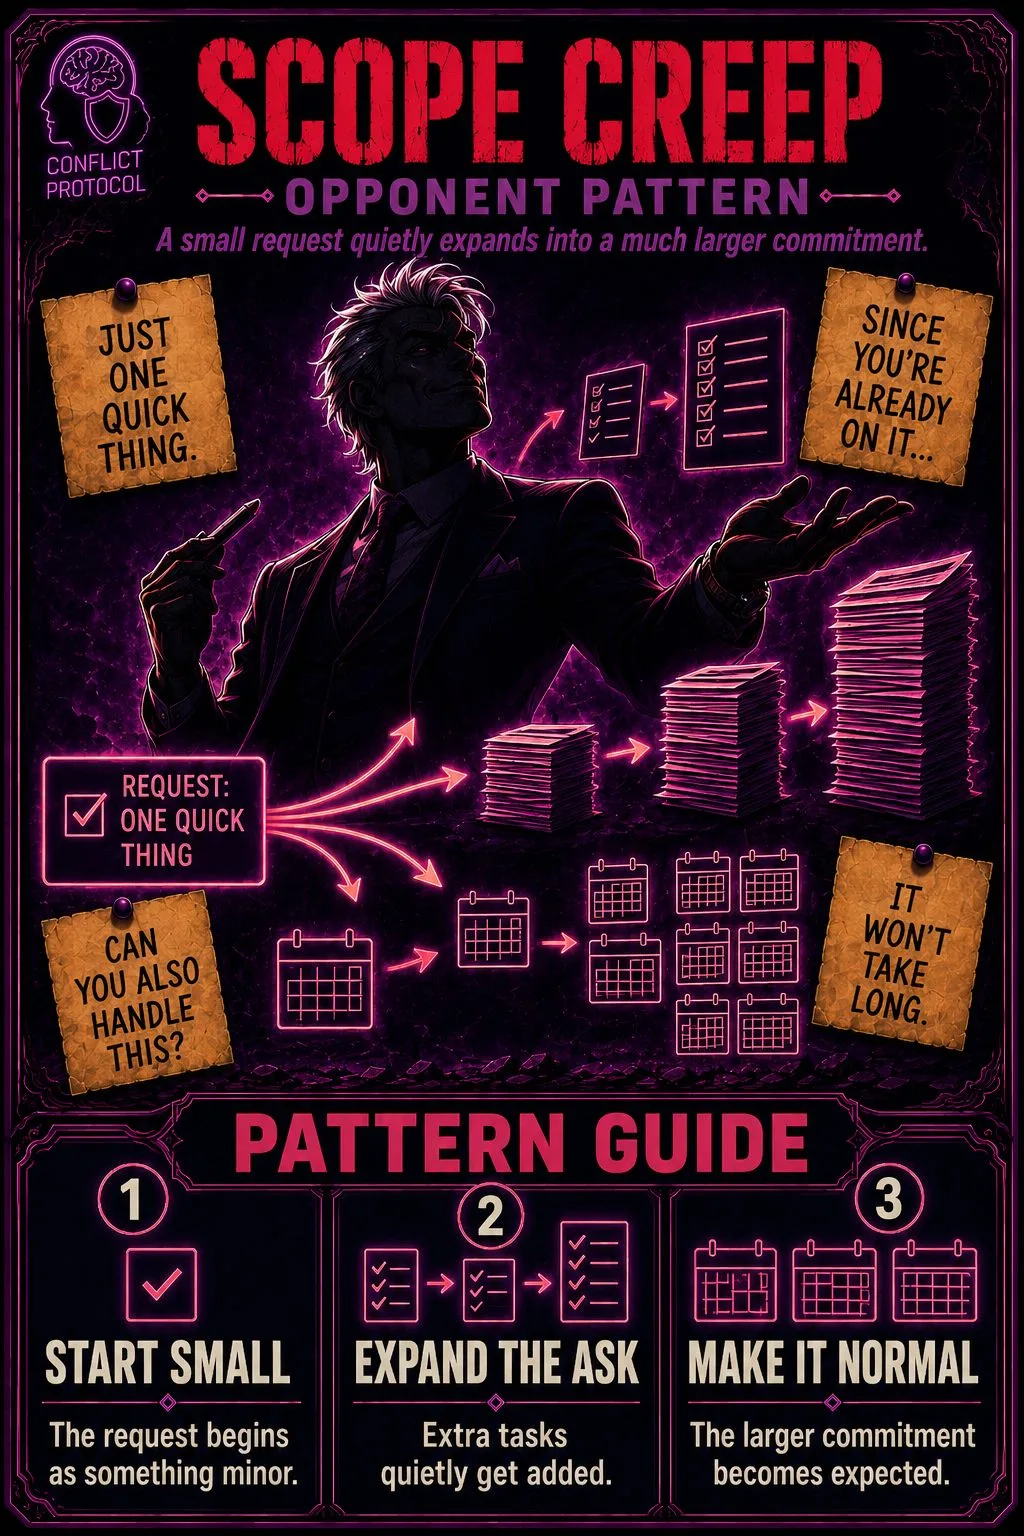 CONFLICT
PROTOCOL
SCOPE CREEP
OPPONENT PATTERN
A small request quietly expands into a much larger commitment.
JUST
ONE
QUICK
THING.
SINCE
YOU'RE
ALREADY
ON IT...
REQUEST:
ONE QUICK
THING
CAN
YOU ALSO
HANDLE
THIS?
IT
WON'T
TAKE
LONG.
PATTERN GUIDE
1
START SMALL
The request begins
as something minor.
2
EXPAND THE ASK
Extra tasks
quietly get added.
3
MAKE IT NORMAL
The larger commitment
becomes expected.